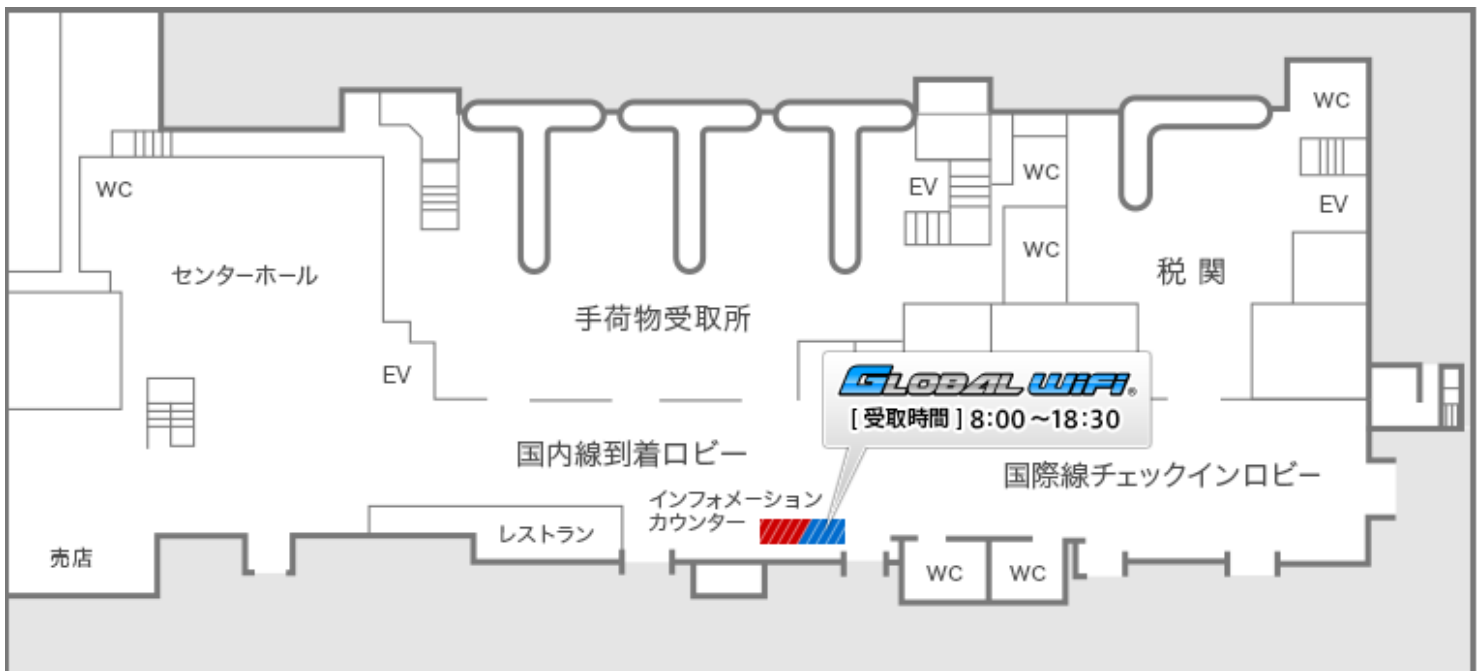 WC
WC
WC
EV
EV
WC
センターホール
税関
手荷物受取所
EV
GLOBAL WiFi®
[受取時間] 8:00～18:30
国内線到着ロビー
国際線チェックインロビー
インフォメーション
カウンター
レストラン
売店
WC
WC